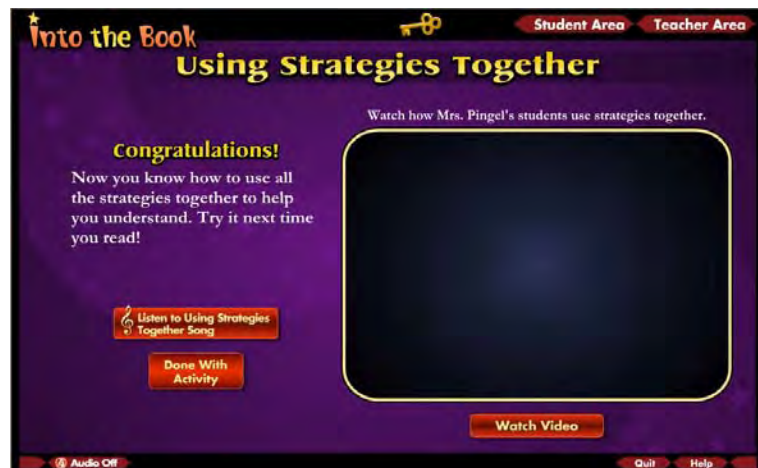 Into the Book
Student Area
Teacher Area
Using Strategies Together
Watch how Mrs. Pingel's students use strategies together.
Congratulations!
Now you know how to use all
the strategies together to help
you understand. Try it next time
you read!
Listen to Using Strategies
Together Song
Done With
Activity
Watch Video
Audio Off
Quit
Help